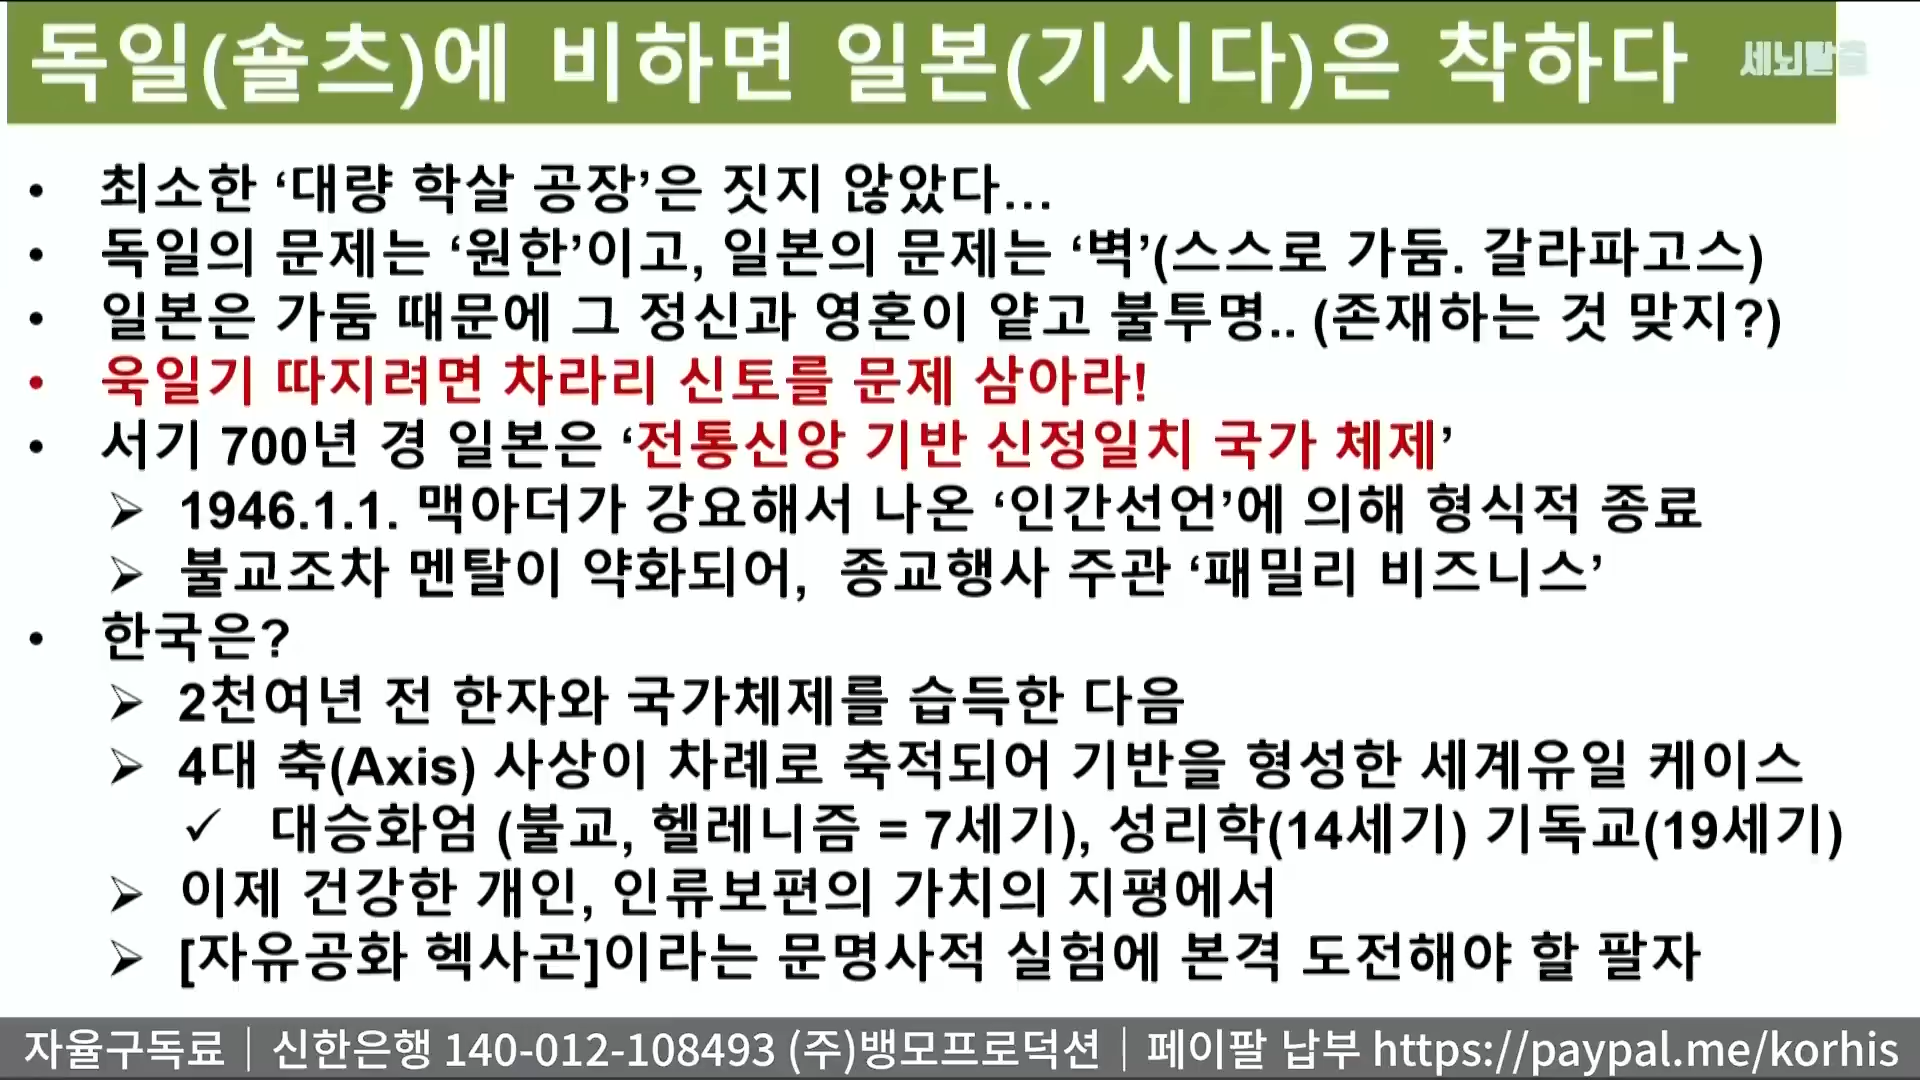 독일(숄츠)에 비하면 일본(기시다)은 착하다
세뇌탈출
• 최소한 ‘대량 학살 공장’은 짓지 않았다...
• 독일의 문제는 ‘원한’이고, 일본의 문제는 ‘벽’(스스로 가둠. 갈라파고스)
• 일본은 가둠 때문에 그 정신과 영혼이 얕고 불투명.. (존재하는 것 맞지?)
• 욱일기 따지려면 차라리 신토를 문제 삼아라!
• 서기 700년 경 일본은 ‘전통신앙 기반 신정일치 국가 체제’
➢ 1946.1.1. 맥아더가 강요해서 나온 ‘인간선언’에 의해 형식적 종료
➢ 불교조차 멘탈이 약화되어, 종교행사 주관 ‘패밀리 비즈니스’
• 한국은?
➢ 2천여년 전 한자와 국가체제를 습득한 다음
➢ 4대 축(Axis) 사상이 차례로 축적되어 기반을 형성한 세계유일 케이스
✓ 대승화엄 (불교, 헬레니즘 = 7세기), 성리학(14세기) 기독교(19세기)
➢ 이제 건강한 개인, 인류보편의 가치의 지평에서
➢ [자유공화 헥사곤]이라는 문명사적 실험에 본격 도전해야 할 팔자
자율구독료│신한은행 140-012-108493 (주)뱅모프로덕션│페이팔 납부 https://paypal.me/korhis